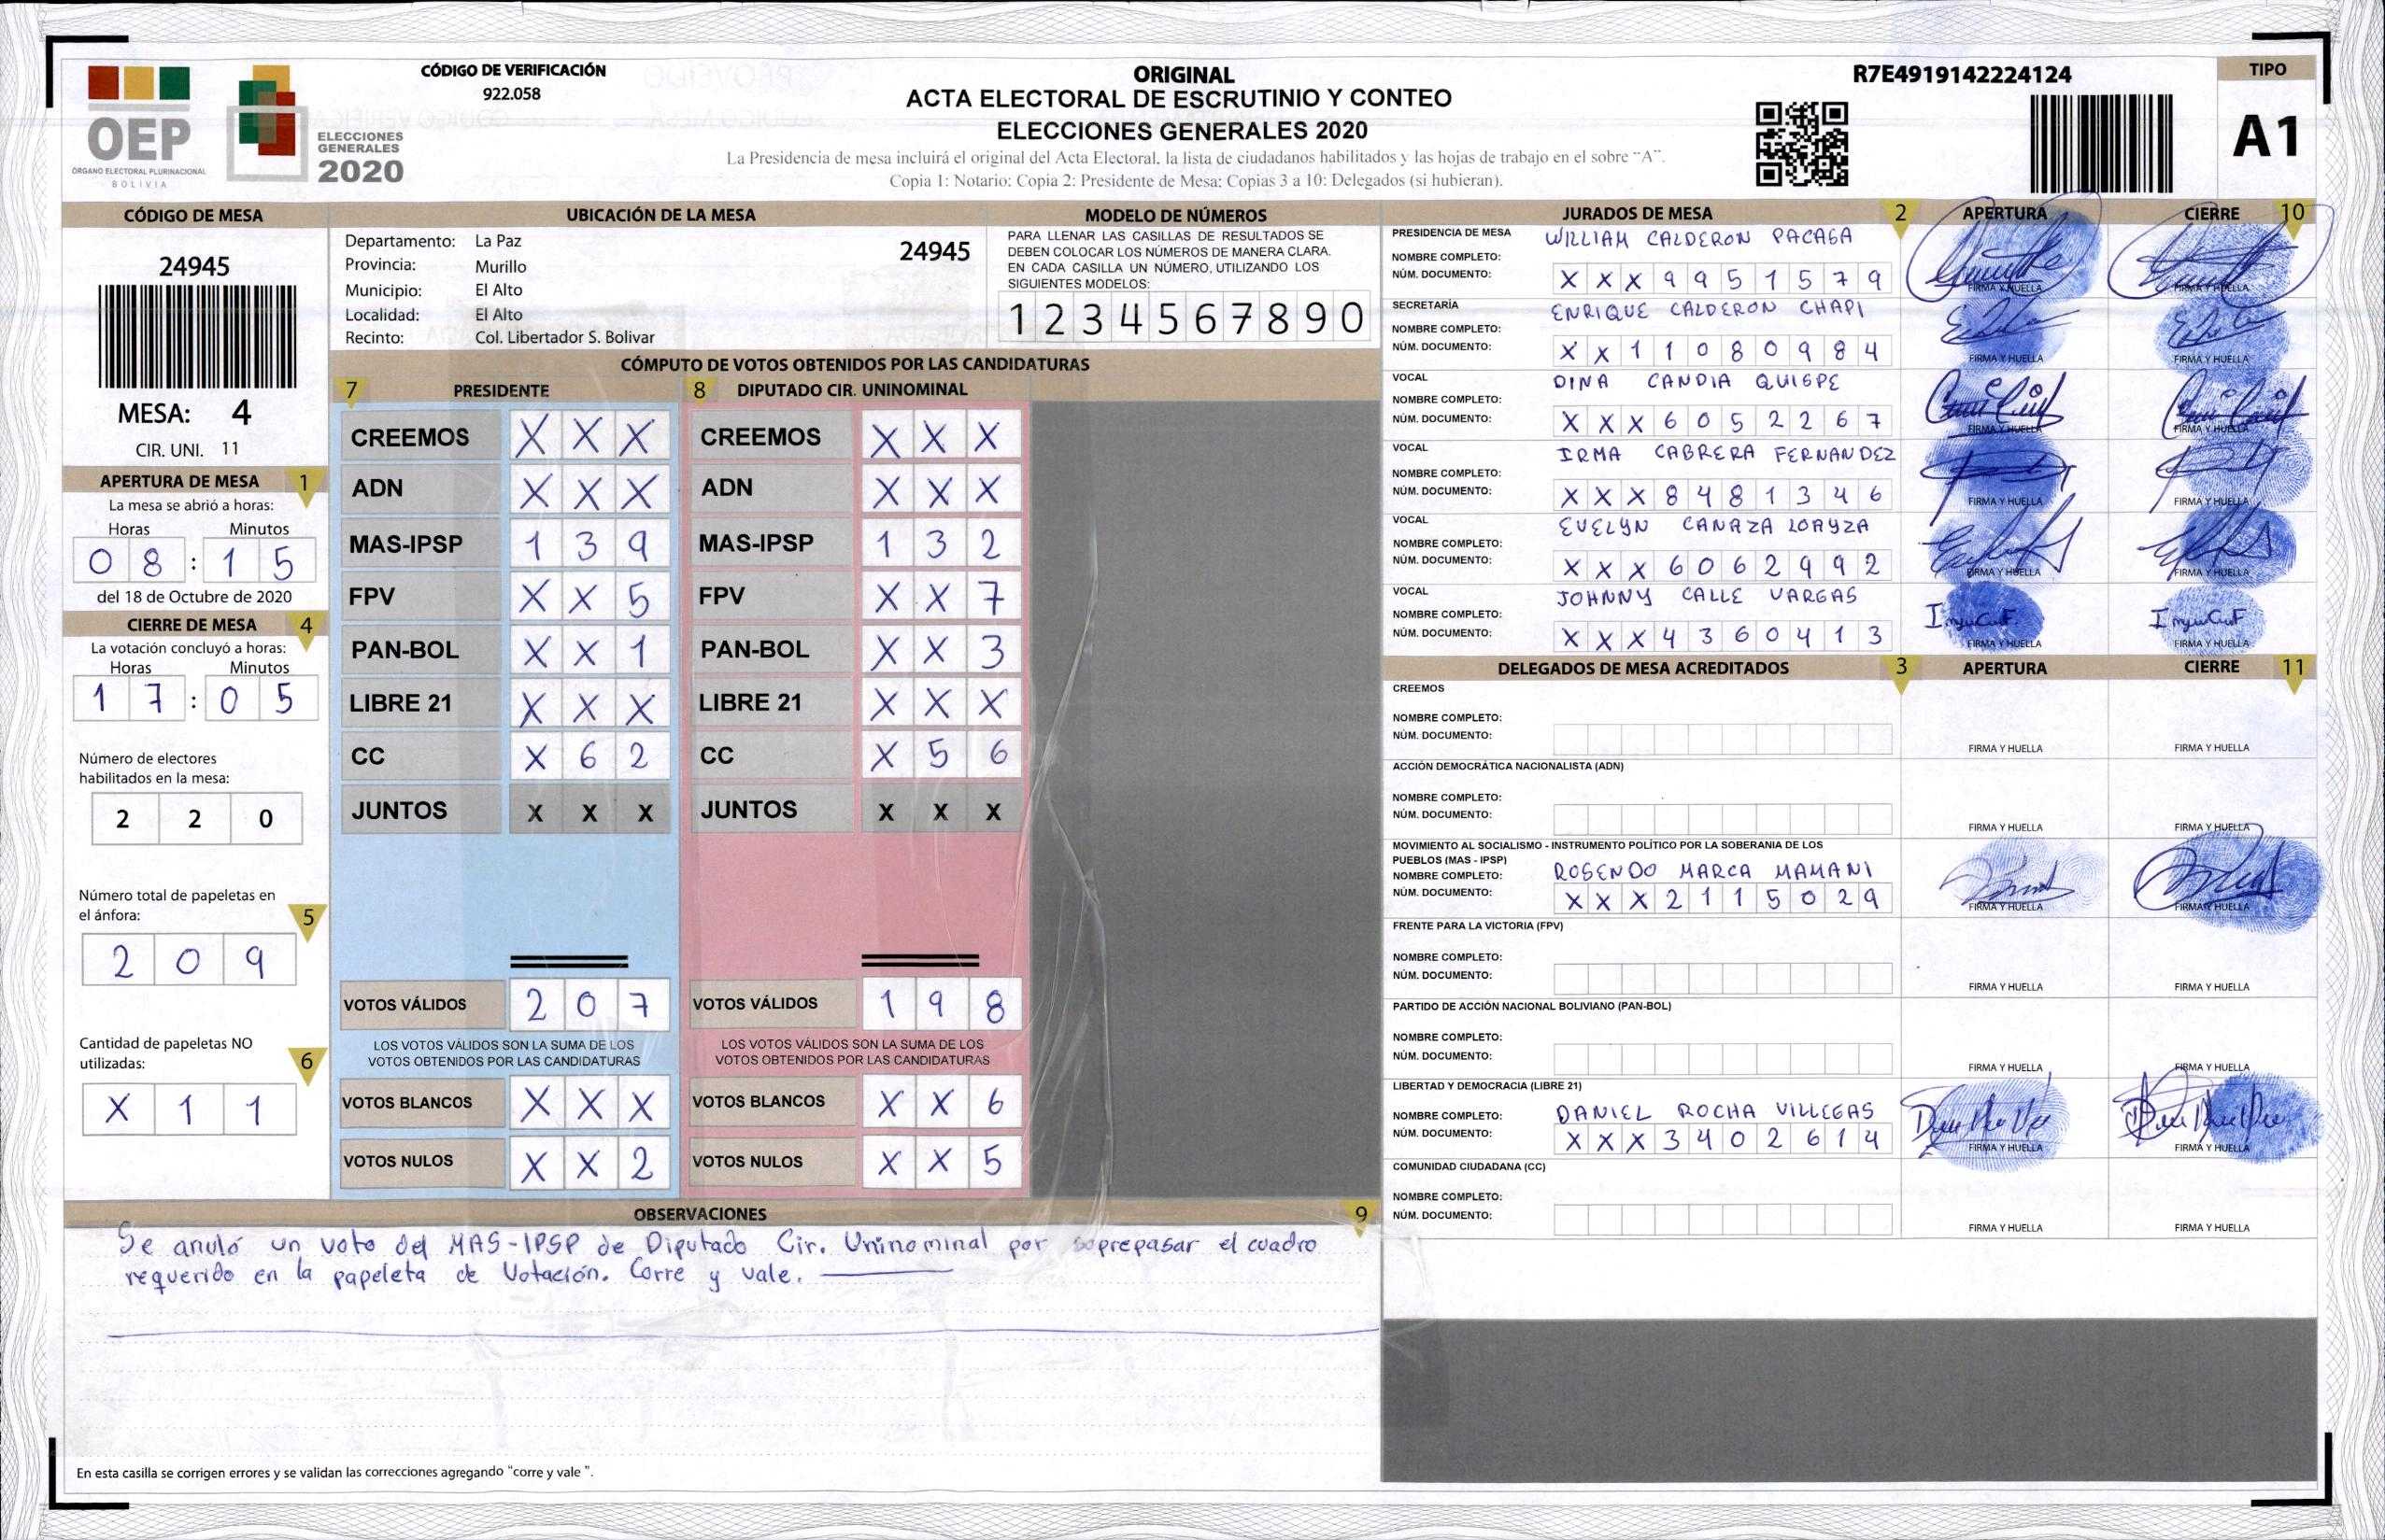 OEP
ÓRGANO ELECTORAL PLURINACIONAL
BOLIVIA
ELECCIONES
GENERALES
2020
CÓDIGO DE VERIFICACIÓN
922.058
ORIGINAL
ACTA ELECTORAL DE ESCRUTINIO Y CONTEO
ELECCIONES GENERALES 2020
La Presidencia de mesa incluirá el original del Acta Electoral, la lista de ciudadanos habilitados y las hojas de trabajo en el sobre "A".
Copia 1: Notario: Copia 2: Presidente de Mesa: Copias 3 a 10: Delegados (si hubieran).
R7E4919142224124
TIPO
A1
CÓDIGO DE MESA
24945
MESA: 4
CIR. UNI. 11
APERTURA DE MESA 1
La mesa se abrió a horas:
Horas Minutos
0 8 : 1 5
del 18 de Octubre de 2020
CIERRE DE MESA 4
La votación concluyó a horas:
Horas Minutos
1 7 : 0 5
Número de electores
habilitados en la mesa:
2 2 0
Número total de papeletas en
el ánfora: 5
2 0 9
Cantidad de papeletas NO
utilizadas: 6
X 1 1
UBICACIÓN DE LA MESA
Departamento: La Paz 24945
Provincia: Murillo
Municipio: El Alto
Localidad: El Alto
Recinto: Col. Libertador S. Bolivar
MODELO DE NÚMEROS
PARA LLENAR LAS CASILLAS DE RESULTADOS SE
DEBEN COLOCAR LOS NÚMEROS DE MANERA CLARA.
EN CADA CASILLA UN NÚMERO, UTILIZANDO LOS
SIGUIENTES MODELOS:
1 2 3 4 5 6 7 8 9 0
CÓMPUTO DE VOTOS OBTENIDOS POR LAS CANDIDATURAS
7 PRESIDENTE
CREEMOS X X X
ADN X X X
MAS-IPSP 1 3 9
FPV X X 5
PAN-BOL X X 1
LIBRE 21 X X X
CC X 6 2
JUNTOS X X X
VOTOS VÁLIDOS 2 0 7
LOS VOTOS VÁLIDOS SON LA SUMA DE LOS
VOTOS OBTENIDOS POR LAS CANDIDATURAS
VOTOS BLANCOS X X X
VOTOS NULOS X X 2
8 DIPUTADO CIR. UNINOMINAL
CREEMOS X X X
ADN X X X
MAS-IPSP 1 3 2
FPV X X 7
PAN-BOL X X 3
LIBRE 21 X X X
CC X 5 6
JUNTOS X X X
VOTOS VÁLIDOS 1 9 8
LOS VOTOS VÁLIDOS SON LA SUMA DE LOS
VOTOS OBTENIDOS POR LAS CANDIDATURAS
VOTOS BLANCOS X X 6
VOTOS NULOS X X 5
OBSERVACIONES 9
Se anuló un voto del MAS-IPSP de Diputado Cir. Uninominal por soprepasar el cuadro
requerido en la papeleta de Votación. Corre y vale.
En esta casilla se corrigen errores y se validan las correcciones agregando "corre y vale ".
JURADOS DE MESA 2 APERTURA CIERRE 10
PRESIDENCIA DE MESA WILLIAM CALDERON PACAGA
NOMBRE COMPLETO:
NÚM. DOCUMENTO: X X X 9 9 5 1 5 7 9 FIRMA Y HUELLA FIRMA Y HUELLA
SECRETARÍA ENRIQUE CALDERON CHAPI
NOMBRE COMPLETO:
NÚM. DOCUMENTO: X X 1 1 0 8 0 9 8 4 FIRMA Y HUELLA FIRMA Y HUELLA
VOCAL DINA CANDIA QUISPE
NOMBRE COMPLETO:
NÚM. DOCUMENTO: X X X 6 0 5 2 2 6 7 FIRMA Y HUELLA FIRMA Y HUELLA
VOCAL IRMA CABRERA FERNANDEZ
NOMBRE COMPLETO:
NÚM. DOCUMENTO: X X X 8 4 8 1 3 4 6 FIRMA Y HUELLA FIRMA Y HUELLA
VOCAL EVELYN CANAZA LOAYZA
NOMBRE COMPLETO:
NÚM. DOCUMENTO: X X X 6 0 6 2 9 9 2 FIRMA Y HUELLA FIRMA Y HUELLA
VOCAL JOHNNY CALLE VARGAS
NOMBRE COMPLETO:
NÚM. DOCUMENTO: X X X 4 3 6 0 4 1 3 FIRMA Y HUELLA FIRMA Y HUELLA
DELEGADOS DE MESA ACREDITADOS 3 APERTURA CIERRE 11
CREEMOS
NOMBRE COMPLETO:
NÚM. DOCUMENTO: FIRMA Y HUELLA FIRMA Y HUELLA
ACCIÓN DEMOCRÁTICA NACIONALISTA (ADN)
NOMBRE COMPLETO:
NÚM. DOCUMENTO: FIRMA Y HUELLA FIRMA Y HUELLA
MOVIMIENTO AL SOCIALISMO - INSTRUMENTO POLÍTICO POR LA SOBERANIA DE LOS
PUEBLOS (MAS - IPSP)
NOMBRE COMPLETO: ROSENDO MARCA MAMANI
NÚM. DOCUMENTO: X X X 2 1 1 5 0 2 9 FIRMA Y HUELLA FIRMA Y HUELLA
FRENTE PARA LA VICTORIA (FPV)
NOMBRE COMPLETO:
NÚM. DOCUMENTO: FIRMA Y HUELLA FIRMA Y HUELLA
PARTIDO DE ACCIÓN NACIONAL BOLIVIANO (PAN-BOL)
NOMBRE COMPLETO:
NÚM. DOCUMENTO: FIRMA Y HUELLA FIRMA Y HUELLA
LIBERTAD Y DEMOCRACIA (LIBRE 21)
NOMBRE COMPLETO: DANIEL ROCHA VILLEGAS
NÚM. DOCUMENTO: X X X 3 4 0 2 6 1 4 FIRMA Y HUELLA FIRMA Y HUELLA
COMUNIDAD CIUDADANA (CC)
NOMBRE COMPLETO:
NÚM. DOCUMENTO: FIRMA Y HUELLA FIRMA Y HUELLA